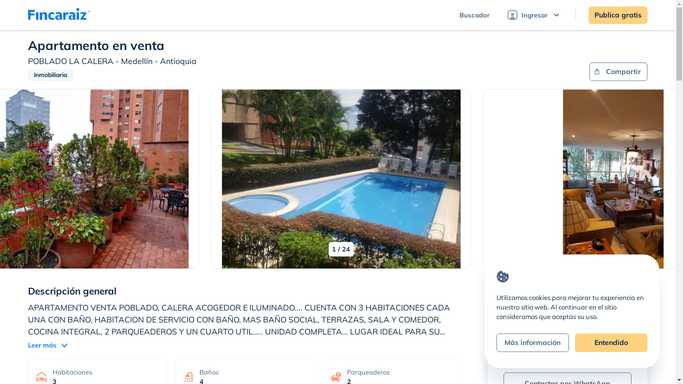 Fincaraiz
Buscador
Ingresar
Publica gratis
Apartamento en venta
POBLADO LA CALERA - Medellín - Antioquia
Inmobiliaria
Compartir
1 / 24
Descripción general
APARTAMENTO VENTA POBLADO, CALERA ACOGEDOR E ILUMINADO.... CUENTA CON 3 HABITACIONES CADA
UNA CON BAÑO, HABITACION DE SERVICIO CON BAÑO, MAS BAÑO SOCIAL, TERRAZAS, SALA Y COMEDOR,
COCINA INTEGRAL, 2 PARQUEADEROS Y UN CUARTO UTIL..... UNIDAD COMPLETA... LUGAR IDEAL PARA SU...
Leer más
Habitaciones
3
Baños
4
Parqueaderos
2
Utilizamos cookies para mejorar tu experiencia en
nuestro sitio web. Al continuar en el sitio
consideramos que aceptas su uso.
Más información
Entendido
Contactar por WhatsApp